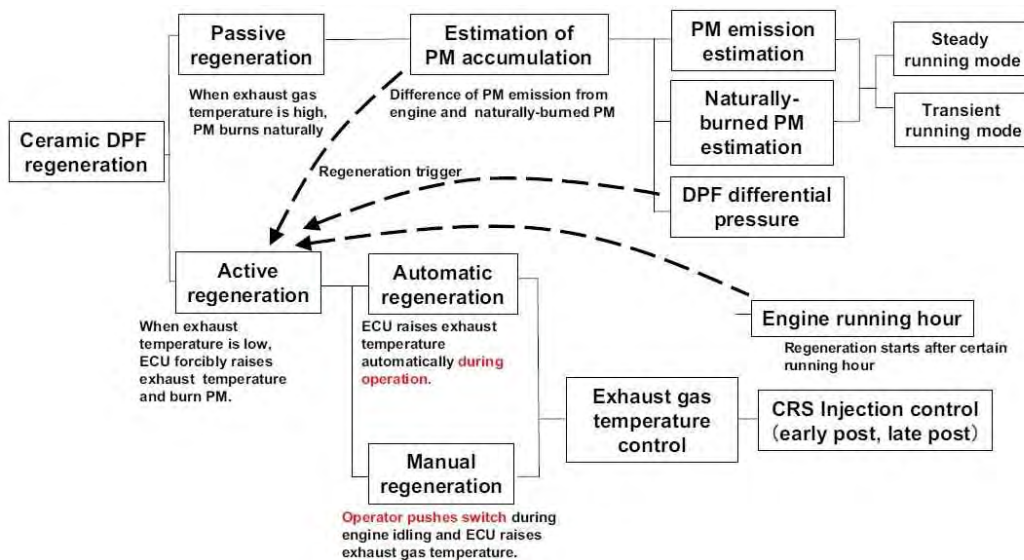 Passive
regeneration
When exhaust gas
temperature is high,
PM burns naturally
Estimation of
PM accumulation
Difference of PM emission from
engine and naturally-burned PM
PM emission
estimation
Steady
running mode
Naturally-
burned PM
estimation
Transient
running mode
Ceramic DPF
regeneration
Regeneration trigger
DPF differential
pressure
Active
regeneration
When exhaust
temperature is low,
ECU forcibly raises
exhaust temperature
and burn PM.
Automatic
regeneration
ECU raises exhaust
temperature
automatically during
operation.
Engine running hour
Regeneration starts after certain
running hour
Exhaust gas
temperature
control
CRS Injection control
(early post, late post)
Manual
regeneration
Operator pushes switch during
engine idling and ECU raises
exhaust gas temperature.